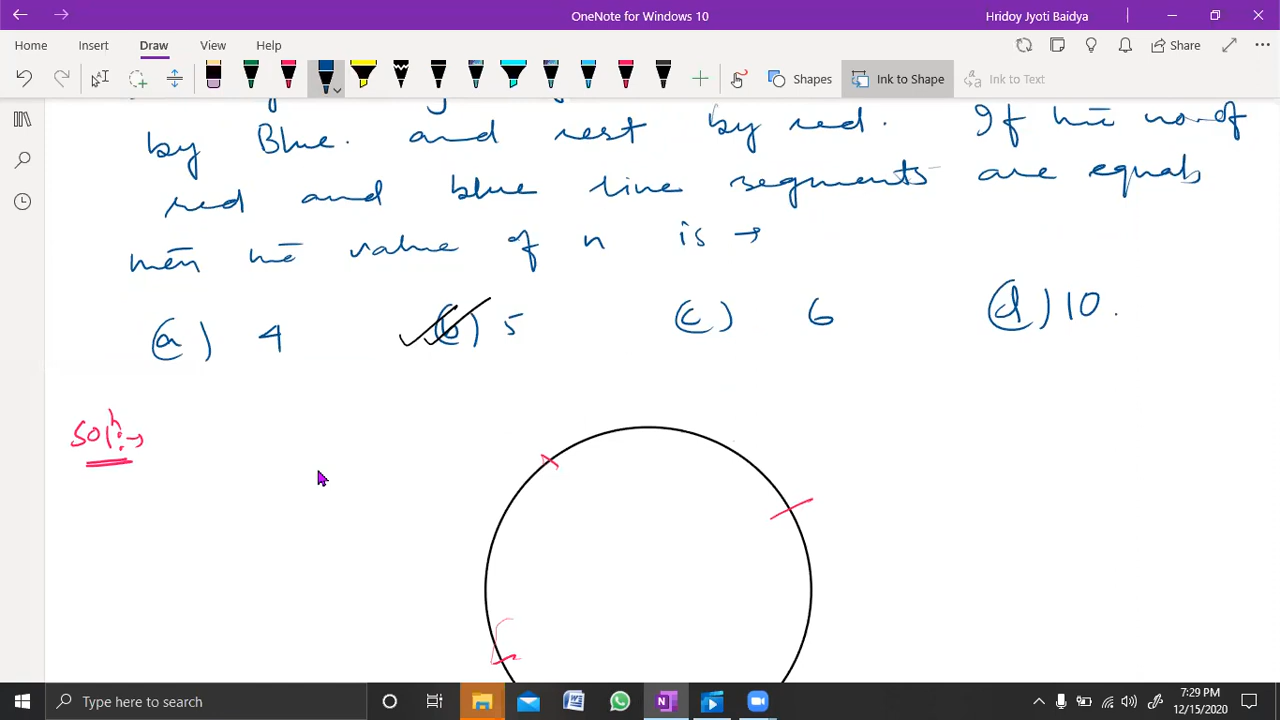 OneNote for Windows 10
Hridoy Jyoti Baidya
Home Insert Draw View Help
Share
Shapes
Ink to Shape
Ink to Text
by Blue. and rest by red. If the no of
red and blue line segments are equals
then the value of n is →
(a) 4 (b) 5 (c) 6 (d) 10.
Solⁿ:→
Type here to search
7:29 PM
12/15/2020